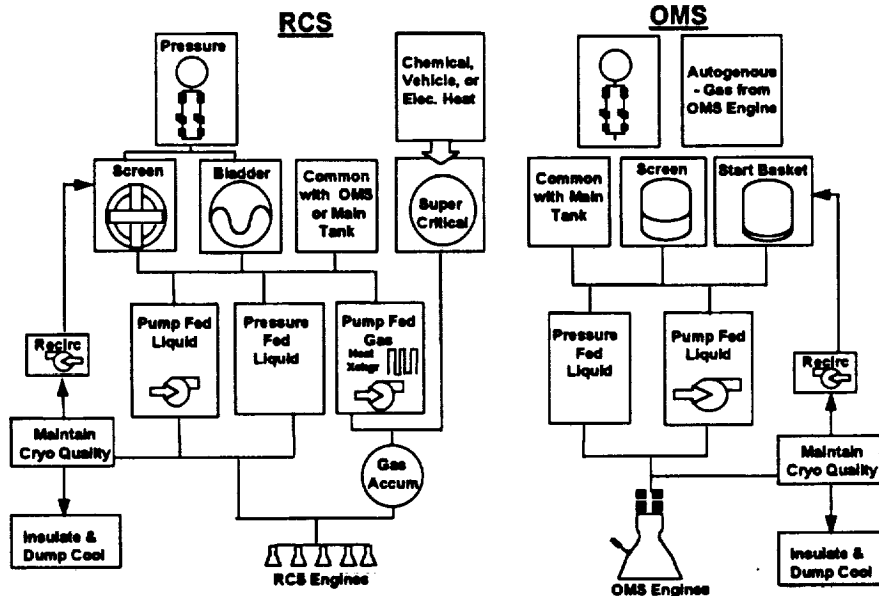 RCS
OMS
Pressure
Chemical,
Vehicle, or
Elec. Heat
Screen
Bladder
Common
with OMS
or Main
Tank
Super
Critical
Pump Fed
Liquid
Pressure
Fed
Liquid
Pump Fed
Gas
Heat
Xchgr
Recirc
Maintain
Cryo Quality
Gas
Accum
Insulate &
Dump Cool
RCS Engines
Autogenous
- Gas from
OMS Engine
Common
with Main
Tank
Screen
Start Basket
Pressure
Fed
Liquid
Pump Fed
Liquid
Recirc
Maintain
Cryo Quality
OMS Engines
Insulate &
Dump Cool